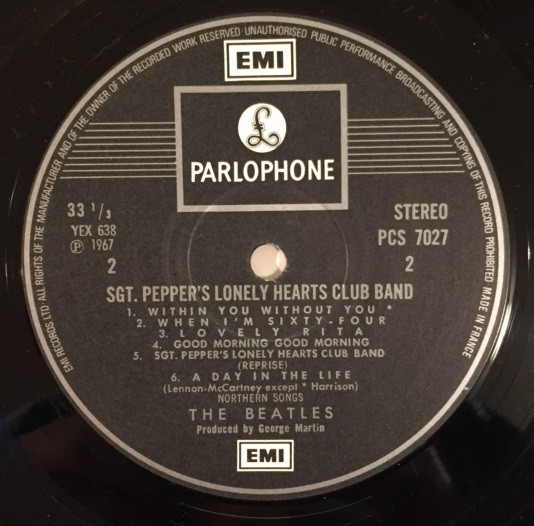 EMI RECORDS LTD·ALL RIGHTS OF THE MANUFACTURER AND OF THE OWNER OF THE RECORDED WORK RESERVED·UNAUTHORISED PUBLIC PERFORMANCE BROADCASTING AND COPYING OF THIS RECORD PROHIBITED MADE IN FRANCE
EMI
£
PARLOPHONE
33 1/3
STEREO
YEX 638
PCS 7027
℗ 1967
2
2
SGT. PEPPER'S LONELY HEARTS CLUB BAND
1. WITHIN YOU WITHOUT YOU *
2. WHEN I'M SIXTY-FOUR
3. LOVELY RITA
4. GOOD MORNING GOOD MORNING
5. SGT. PEPPER'S LONELY HEARTS CLUB BAND
(REPRISE)
6. A DAY IN THE LIFE
(Lennon-McCartney except * Harrison)
NORTHERN SONGS
THE BEATLES
Produced by George Martin
EMI